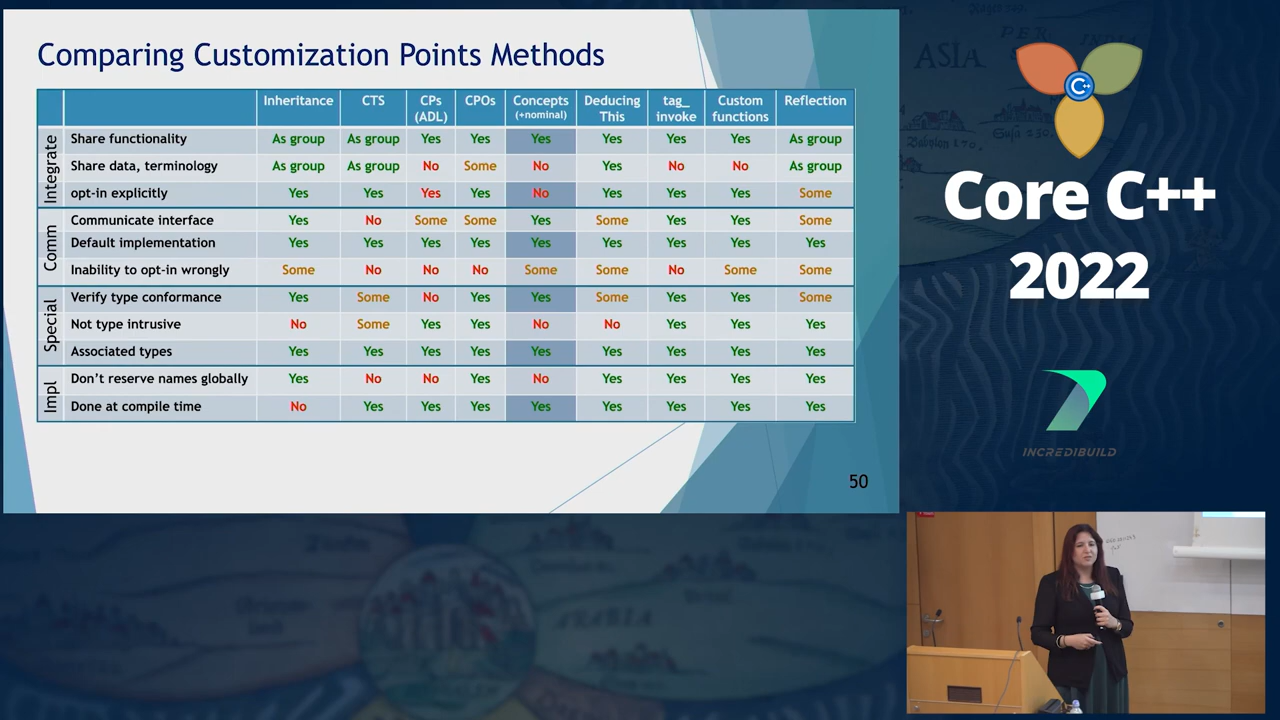 Comparing Customization Points Methods
Inheritance CTS CPs (ADL) CPOs Concepts (+nominal) Deducing This tag_ invoke Custom functions Reflection
Integrate
Share functionality As group As group Yes Yes Yes Yes Yes Yes As group
Share data, terminology As group As group No Some No Yes No No As group
opt-in explicitly Yes Yes Yes Yes No Yes Yes Yes Some
Comm
Communicate interface Yes No Some Some Yes Some Yes Yes Some
Default implementation Yes Yes Yes Yes Yes Yes Yes Yes Yes
Inability to opt-in wrongly Some No No No Some Some No Some Some
Special
Verify type conformance Yes Some No Yes Yes Some Yes Yes Some
Not type intrusive No Some Yes Yes No No Yes Yes Yes
Associated types Yes Yes Yes Yes Yes Yes Yes Yes Yes
Impl
Don't reserve names globally Yes No No Yes No Yes Yes Yes Yes
Done at compile time No Yes Yes Yes Yes Yes Yes Yes Yes
50
C++
Core C++
2022
INCREDIBUILD
ASIA
PER
INDIA
Babylon
ARABIA